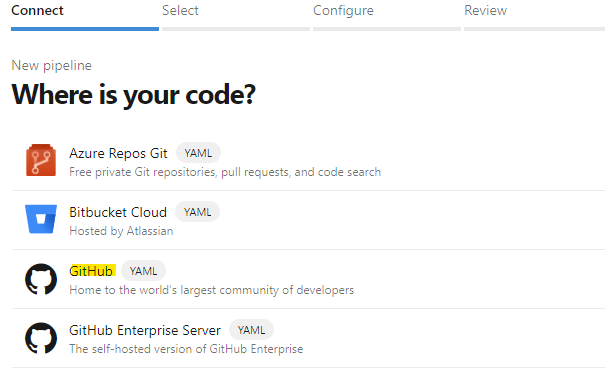 Connect Select Configure Review
New pipeline
Where is your code?
Azure Repos Git YAML
Free private Git repositories, pull requests, and code search
Bitbucket Cloud YAML
Hosted by Atlassian
GitHub YAML
Home to the world's largest community of developers
GitHub Enterprise Server YAML
The self-hosted version of GitHub Enterprise